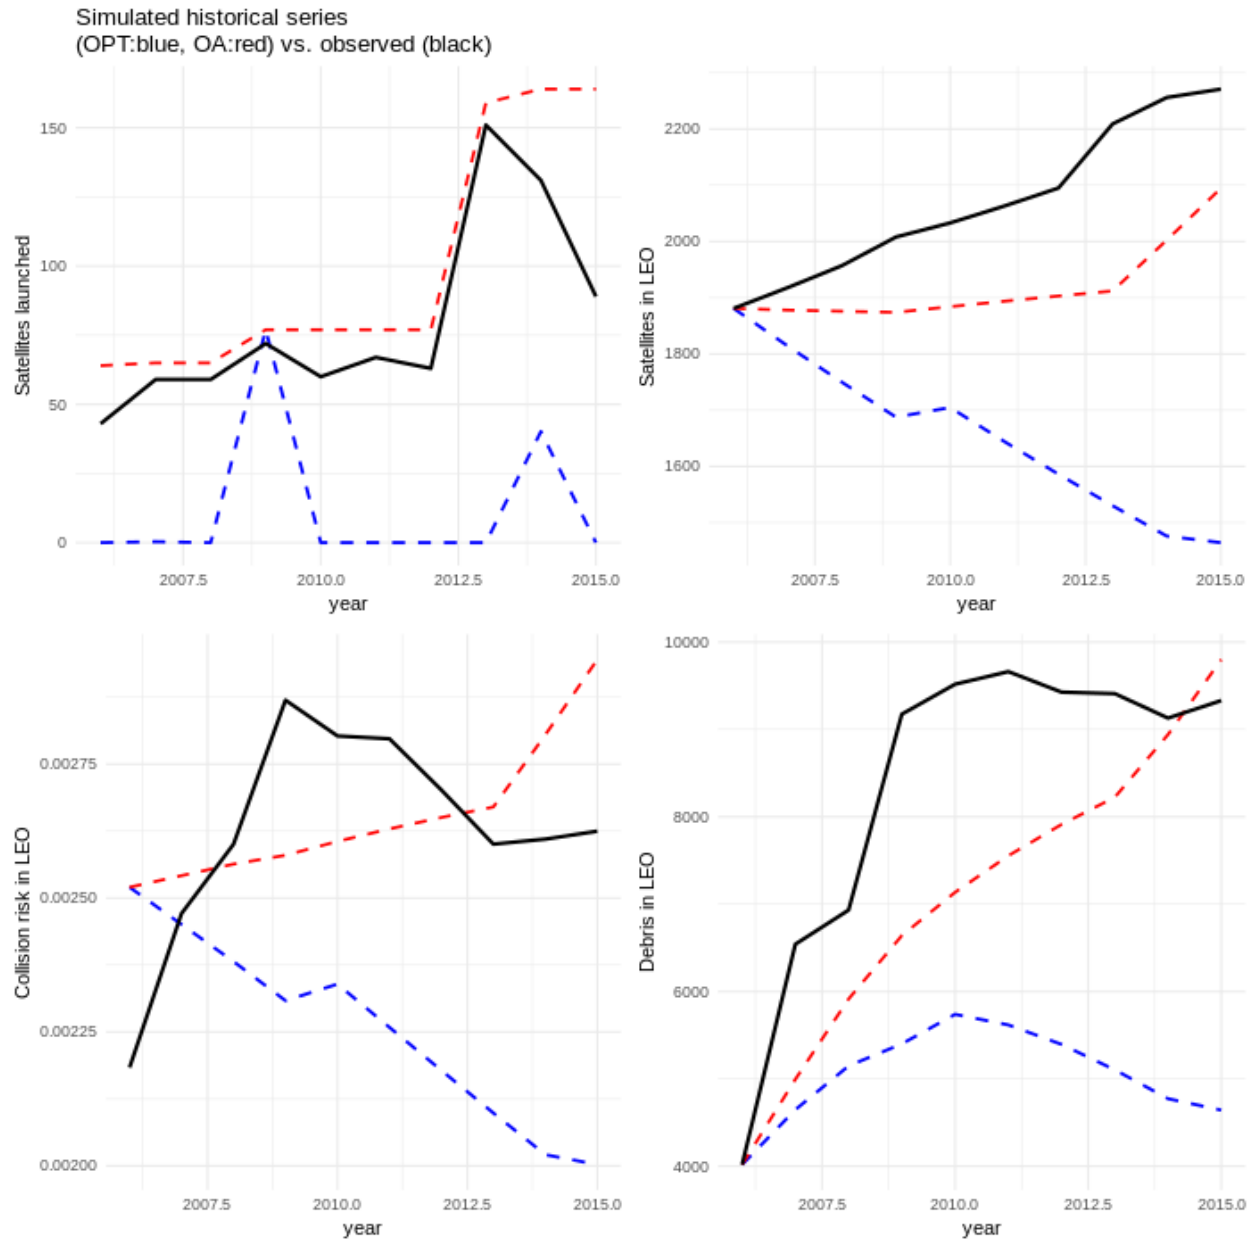 Simulated historical series
(OPT:blue, OA:red) vs. observed (black)
Satellites launched
150
100
50
0
2007.5 2010.0 2012.5 2015.0
year
Satellites in LEO
2200
2000
1800
1600
2007.5 2010.0 2012.5 2015.0
year
Collision risk in LEO
0.00275
0.00250
0.00225
0.00200
2007.5 2010.0 2012.5 2015.0
year
Debris in LEO
10000
8000
6000
4000
2007.5 2010.0 2012.5 2015.0
year